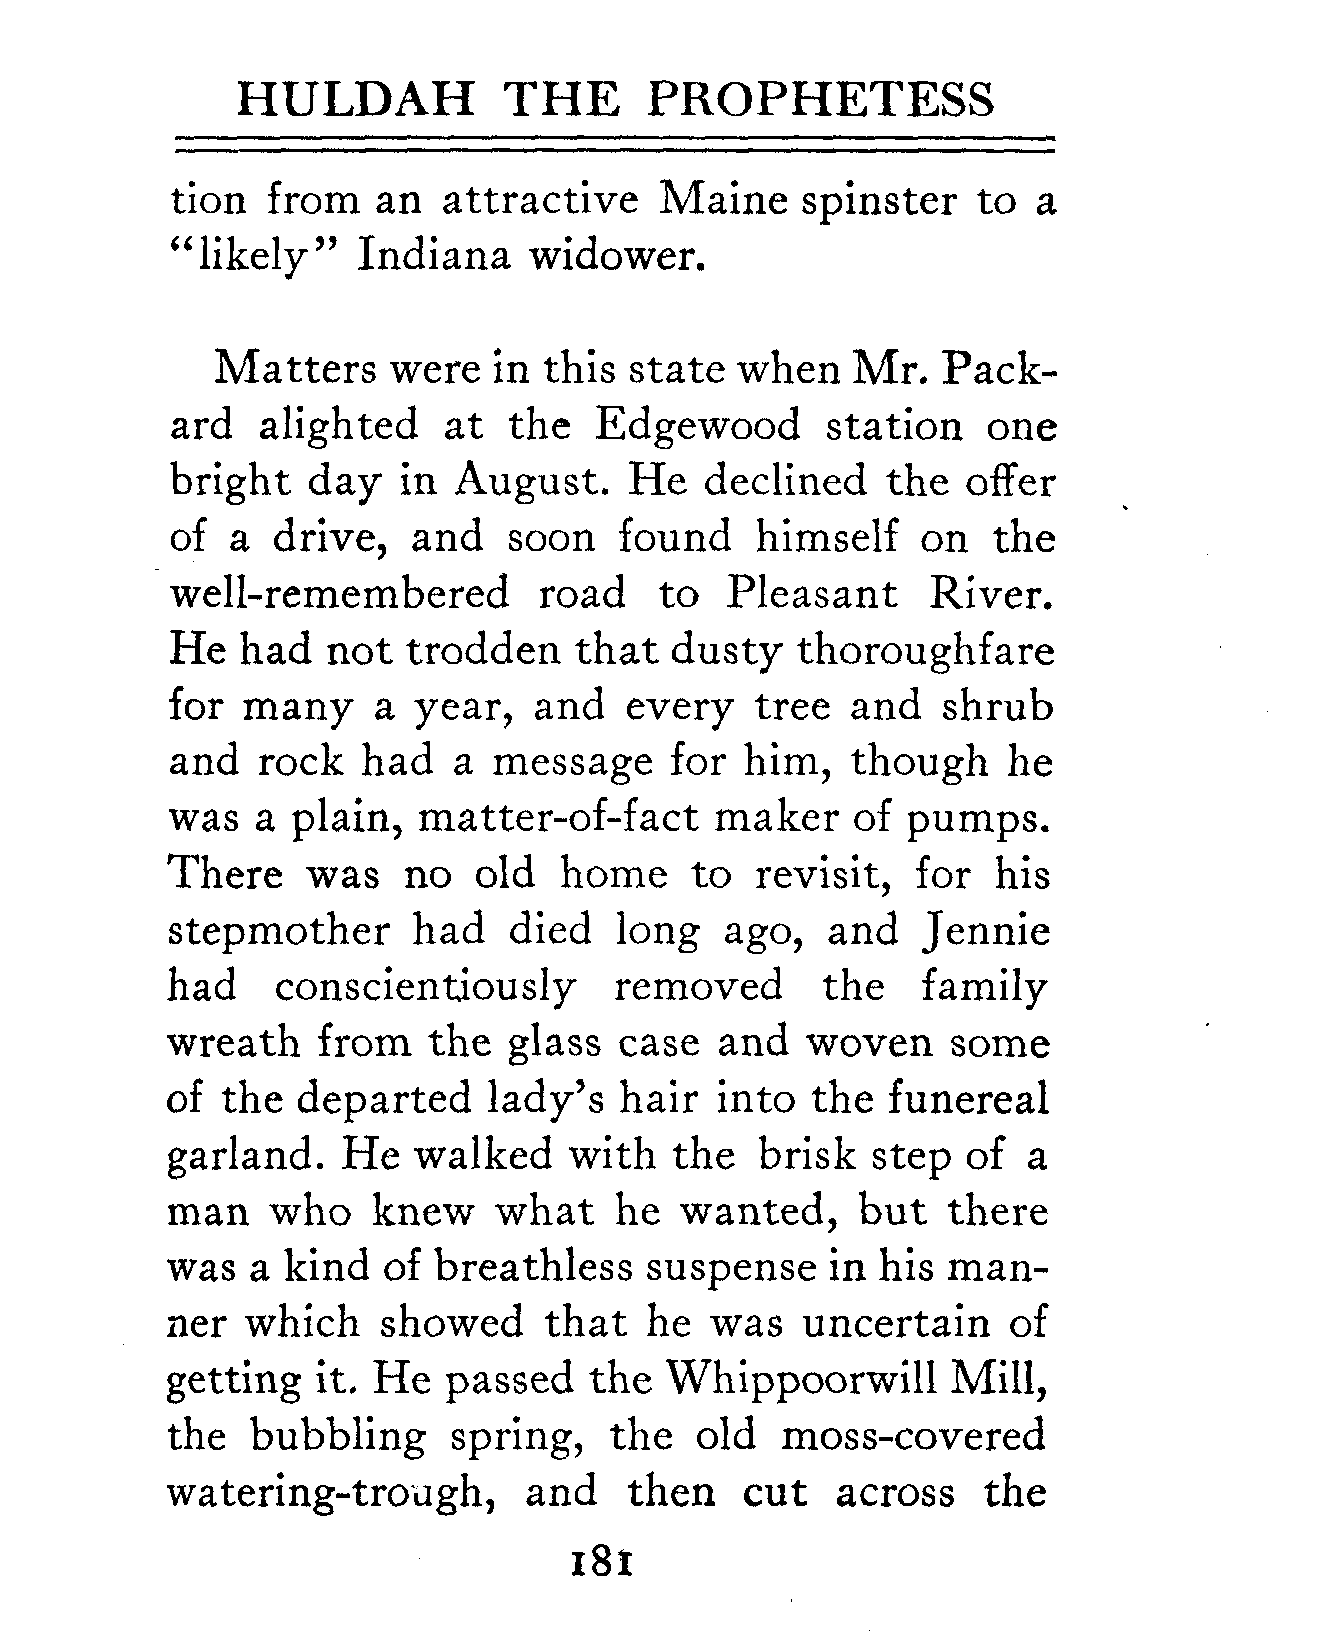 HULDAH THE PROPHETESS
tion from an attractive Maine spinster to a
“likely” Indiana widower.
Matters were in this state when Mr. Pack-
ard alighted at the Edgewood station one
bright day in August. He declined the offer
of a drive, and soon found himself on the
well-remembered road to Pleasant River.
He had not trodden that dusty thoroughfare
for many a year, and every tree and shrub
and rock had a message for him, though he
was a plain, matter-of-fact maker of pumps.
There was no old home to revisit, for his
stepmother had died long ago, and Jennie
had conscientiously removed the family
wreath from the glass case and woven some
of the departed lady’s hair into the funereal
garland. He walked with the brisk step of a
man who knew what he wanted, but there
was a kind of breathless suspense in his man-
ner which showed that he was uncertain of
getting it. He passed the Whippoorwill Mill,
the bubbling spring, the old moss-covered
watering-trough, and then cut across the
181